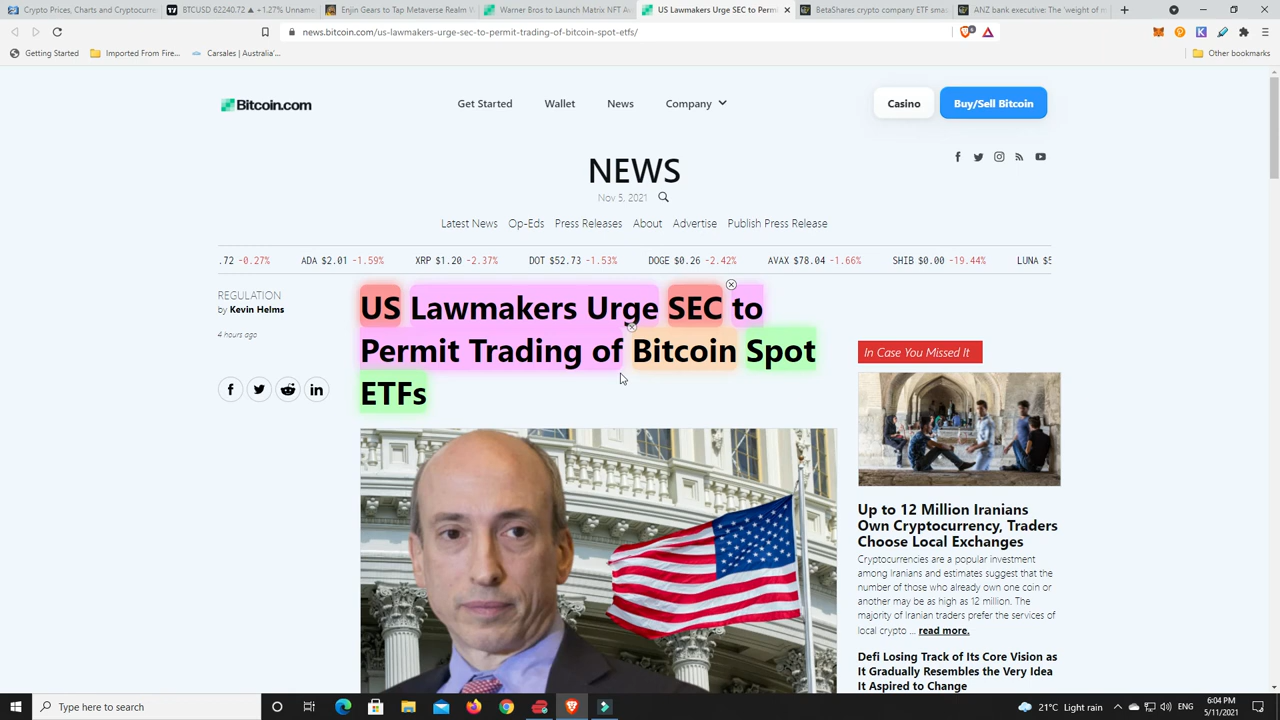 Crypto Prices, Charts and Cryptocurr
BTCUSD 62240.72 ▲ +1.27% Unname
Enjin Gears to Tap Metaverse Realm W
Warner Bros to Launch Matrix NFT Av
US Lawmakers Urge SEC to Permi
BetaShares crypto company ETF smas
ANZ bank executive: The 'weight of m
news.bitcoin.com/us-lawmakers-urge-sec-to-permit-trading-of-bitcoin-spot-etfs/
Getting Started
Imported From Fire...
Carsales | Australia'...
Other bookmarks
Bitcoin.com
Get Started
Wallet
News
Company
Casino
Buy/Sell Bitcoin
NEWS
Nov 5, 2021
Latest News Op-Eds Press Releases About Advertise Publish Press Release
.72 -0.27% ADA $2.01 -1.59% XRP $1.20 -2.37% DOT $52.73 -1.53% DOGE $0.26 -2.42% AVAX $78.04 -1.66% SHIB $0.00 -19.44% LUNA
REGULATION
by Kevin Helms
4 hours ago
US Lawmakers Urge SEC to
Permit Trading of Bitcoin Spot
ETFs
In Case You Missed It
Up to 12 Million Iranians
Own Cryptocurrency, Traders
Choose Local Exchanges
Cryptocurrencies are a popular investment
among Iranians and estimates suggest that the
number of those who already own one coin or
another may be as high as 12 million. The
majority of Iranian traders prefer the services of
local crypto ... read more.
Defi Losing Track of Its Core Vision as
It Gradually Resembles the Very Idea
It Aspired to Change
Type here to search
21°C Light rain
ENG
6:04 PM
5/11/2021